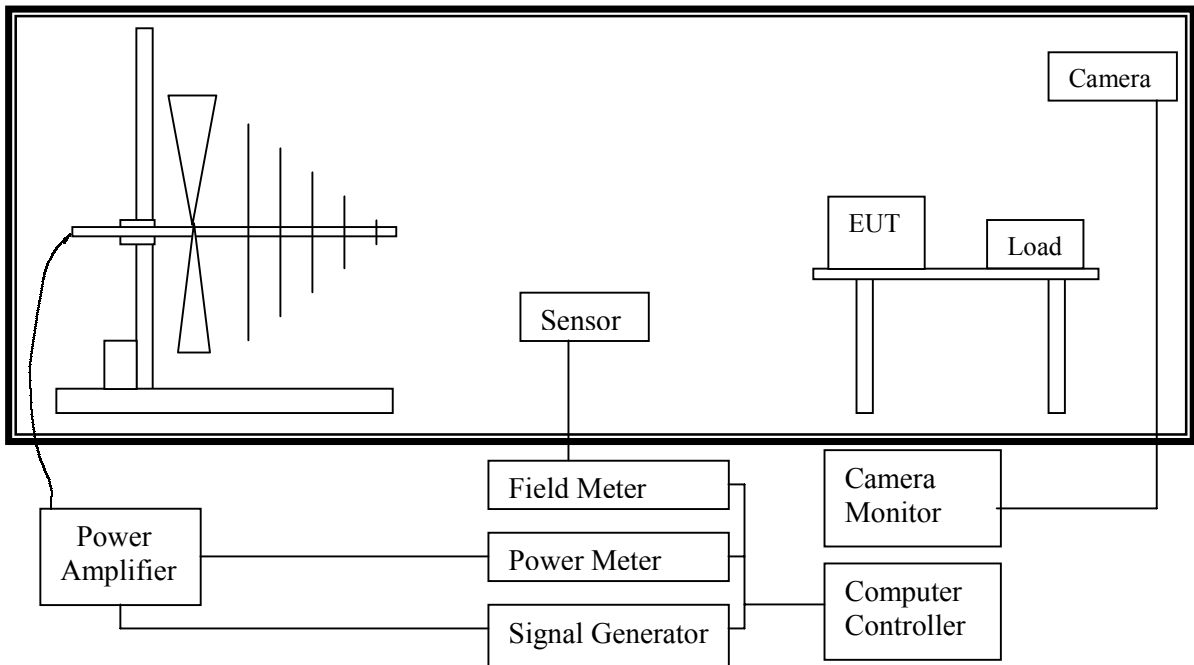 Camera
EUT
Load
Sensor
Field Meter
Camera
Monitor
Power
Amplifier
Power Meter
Computer
Controller
Signal Generator